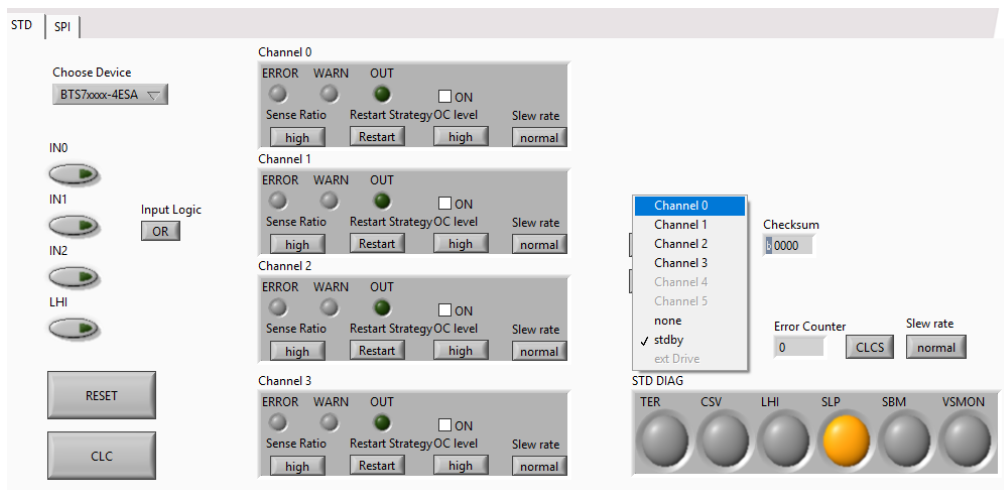 STD SPI
Choose Device
BTS7xxxx-4ESA
IN0
IN1
Input Logic
OR
IN2
LHI
RESET
CLC
Channel 0
ERROR WARN OUT
ON
Sense Ratio Restart Strategy OC level Slew rate
high Restart high normal
Channel 1
ERROR WARN OUT
ON
Sense Ratio Restart Strategy OC level Slew rate
high Restart high normal
Channel 2
ERROR WARN OUT
ON
Sense Ratio Restart Strategy OC level Slew rate
high Restart high normal
Channel 3
ERROR WARN OUT
ON
Sense Ratio Restart Strategy OC level Slew rate
high Restart high normal
Channel 0
Channel 1
Channel 2
Channel 3
Channel 4
Channel 5
none
✓ stdby
ext Drive
Checksum
b 0000
Error Counter Slew rate
0 CLCS normal
STD DIAG
TER CSV LHI SLP SBM VSMON